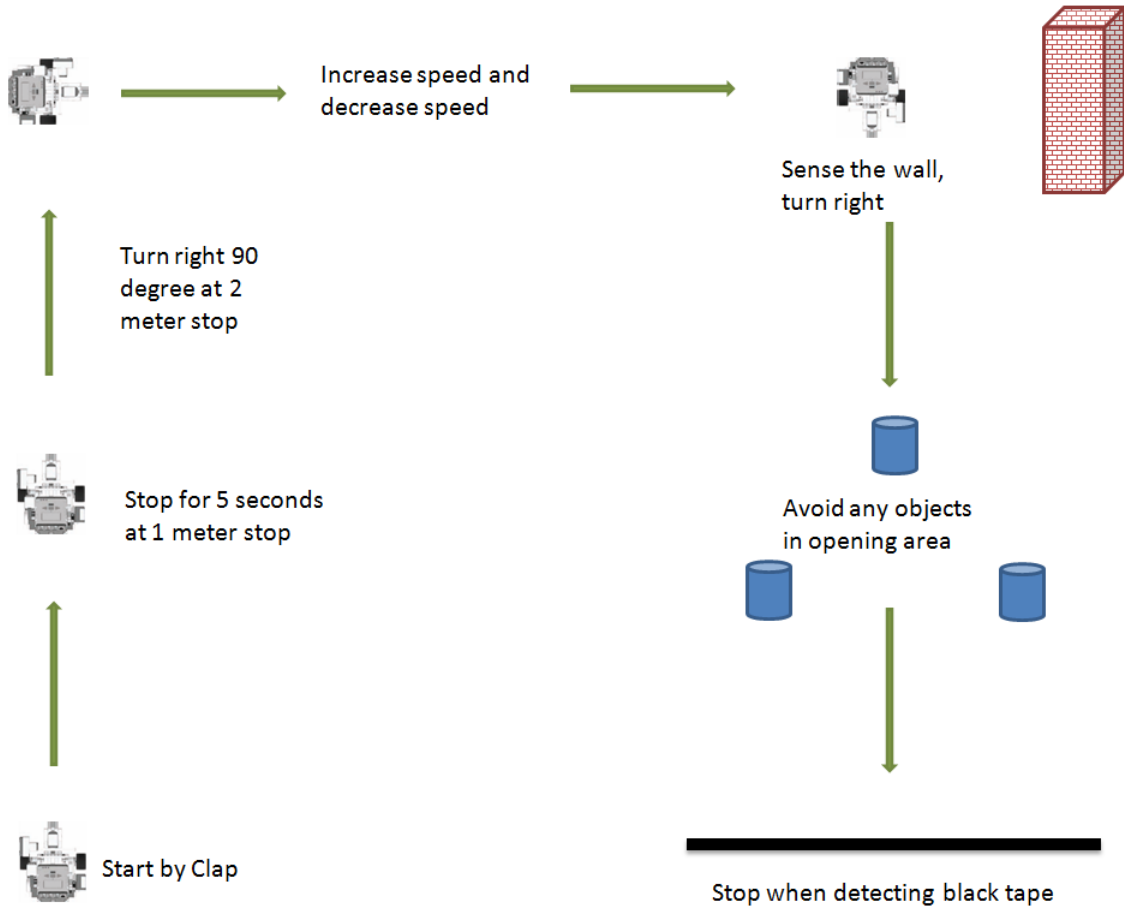 Increase speed and
decrease speed
Sense the wall,
turn right
Turn right 90
degree at 2
meter stop
Stop for 5 seconds
at 1 meter stop
Avoid any objects
in opening area
Start by Clap
Stop when detecting black tape